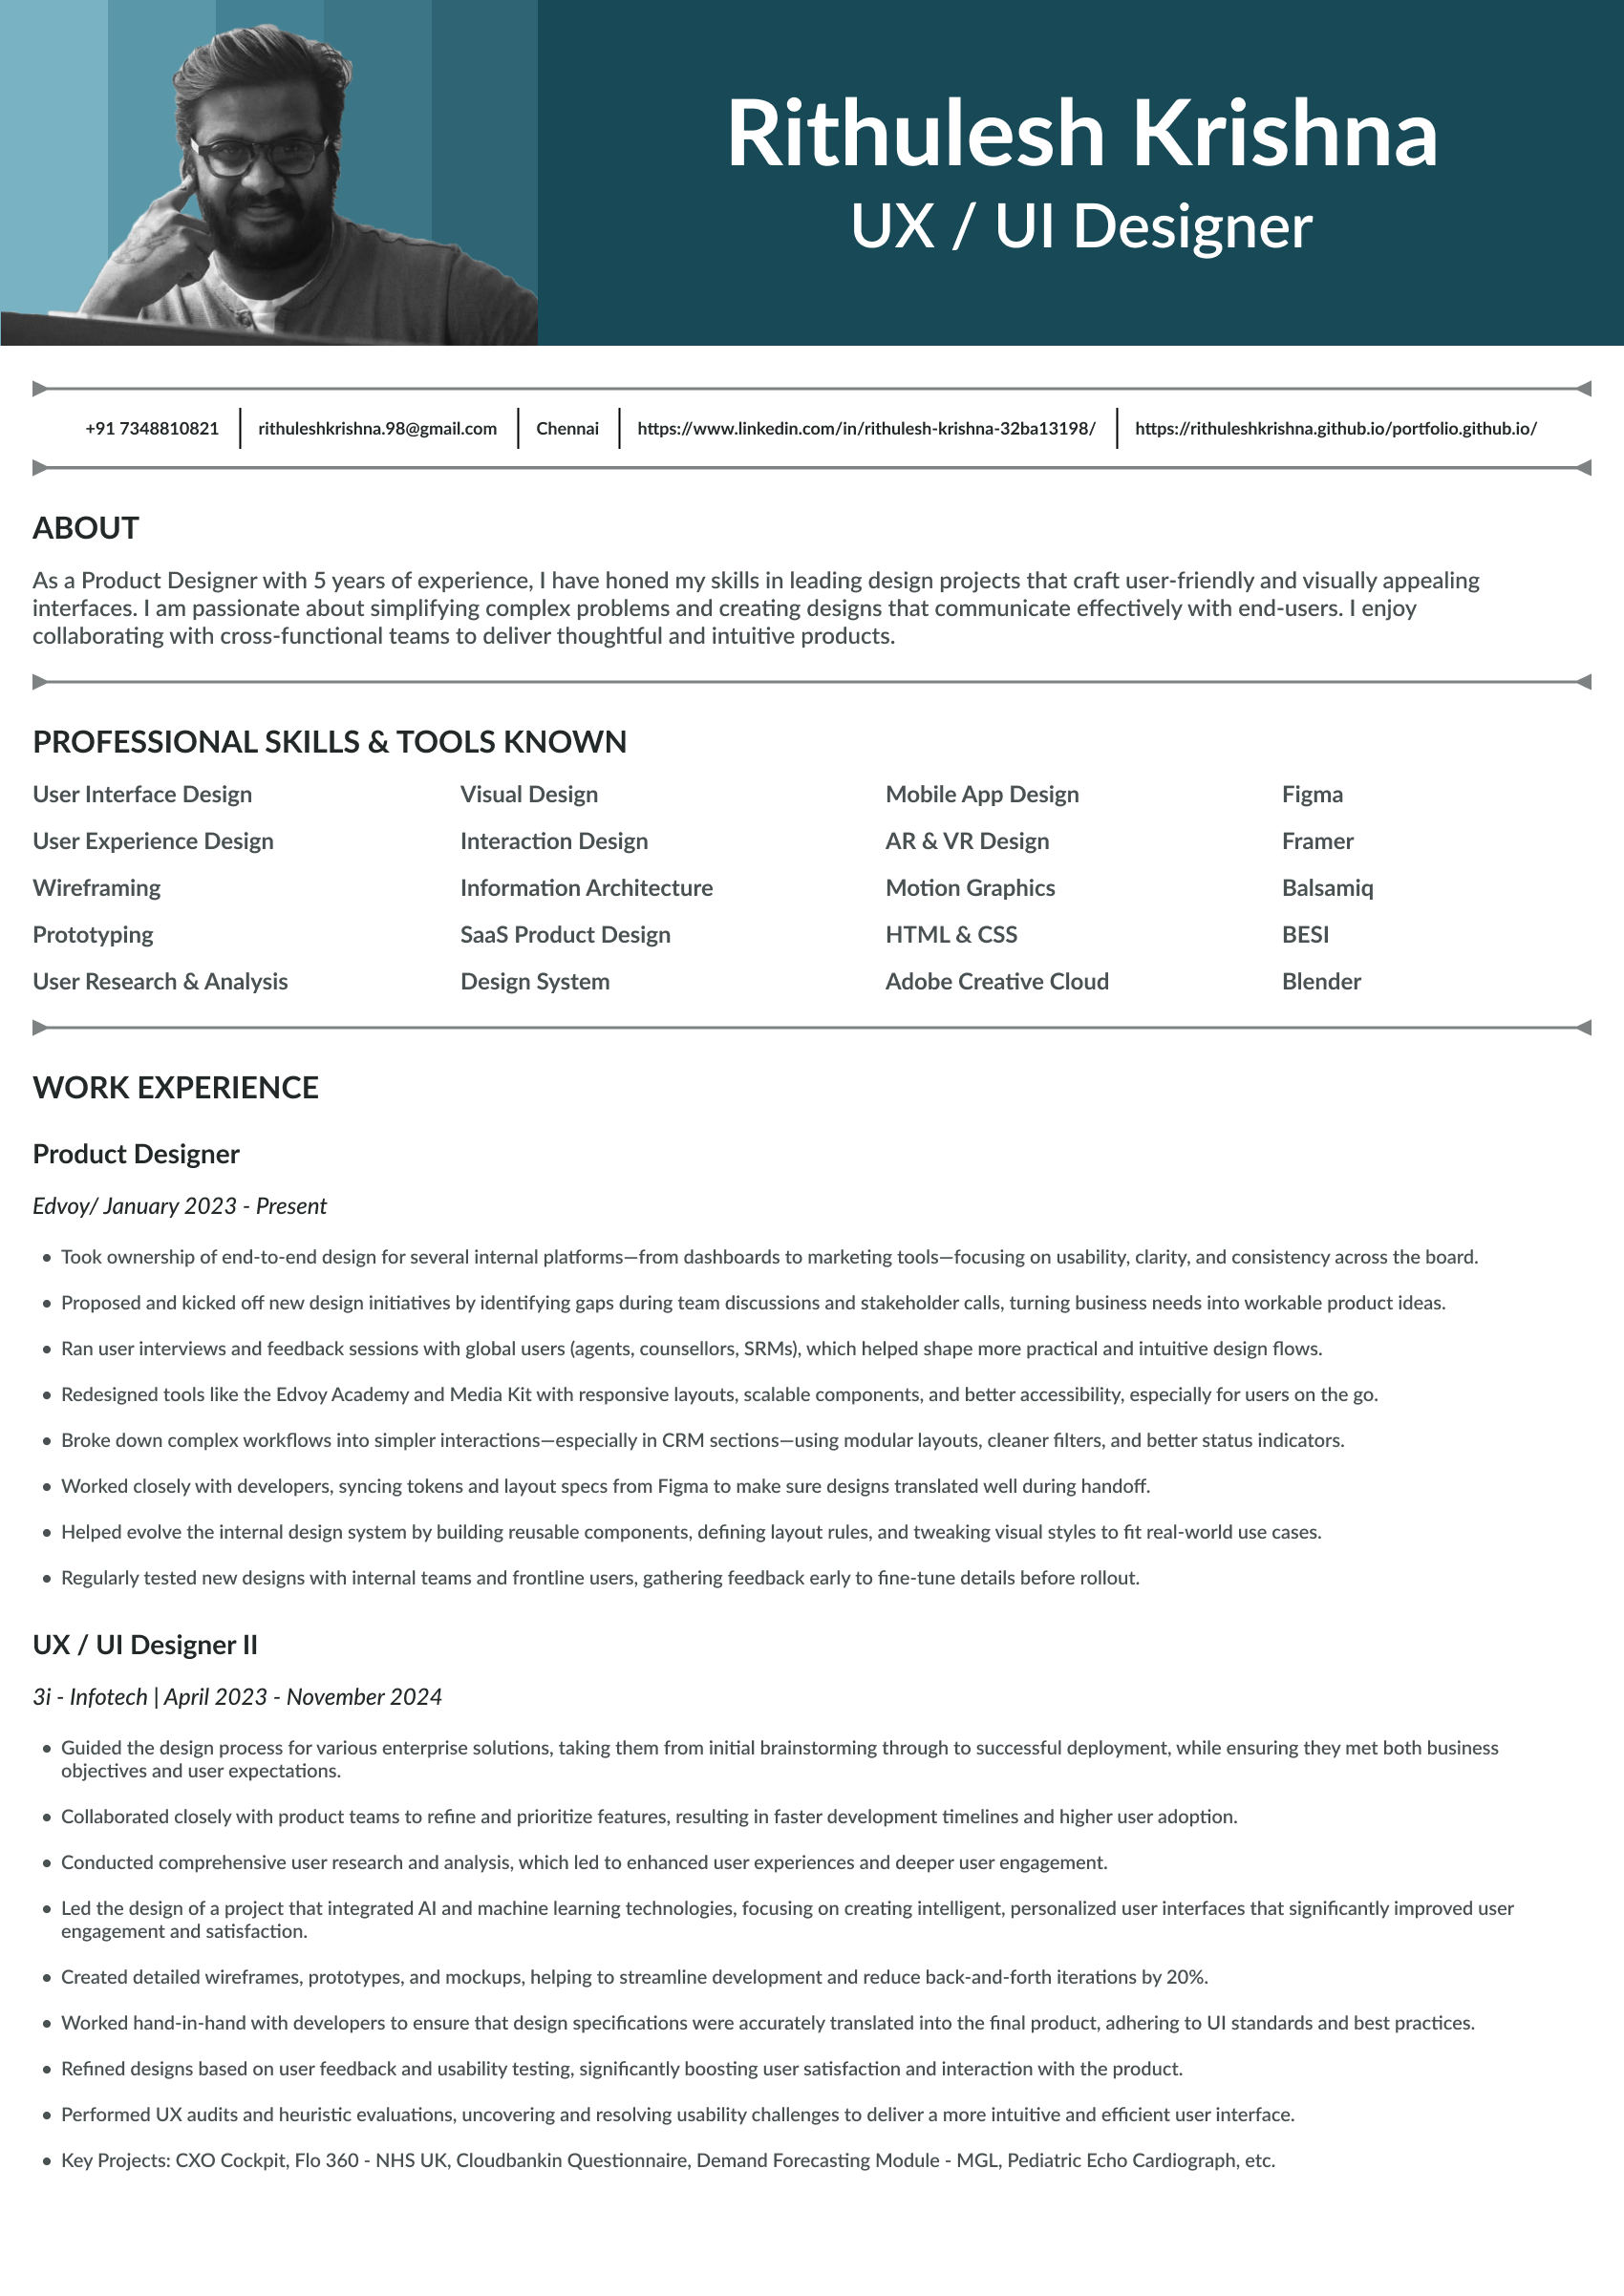 Rithulesh Krishna
UX / UI Designer
+91 7348810821
rithuleshkrishna.98@gmail.com
Chennai
https://www.linkedin.com/in/rithulesh-krishna-32ba13198/
https://rithuleshkrishna.github.io/portfolio.github.io/
ABOUT
As a Product Designer with 5 years of experience, I have honed my skills in leading design projects that craft user-friendly and visually appealing
interfaces. I am passionate about simplifying complex problems and creating designs that communicate effectively with end-users. I enjoy
collaborating with cross-functional teams to deliver thoughtful and intuitive products.
PROFESSIONAL SKILLS & TOOLS KNOWN
User Interface Design
User Experience Design
Wireframing
Prototyping
User Research & Analysis
Visual Design
Interaction Design
Information Architecture
SaaS Product Design
Design System
Mobile App Design
AR & VR Design
Motion Graphics
HTML & CSS
Adobe Creative Cloud
Figma
Framer
Balsamiq
BESI
Blender
WORK EXPERIENCE
Product Designer
Edvoy/ January 2023 - Present
• Took ownership of end-to-end design for several internal platforms—from dashboards to marketing tools—focusing on usability, clarity, and consistency across the board.
• Proposed and kicked off new design initiatives by identifying gaps during team discussions and stakeholder calls, turning business needs into workable product ideas.
• Ran user interviews and feedback sessions with global users (agents, counsellors, SRMs), which helped shape more practical and intuitive design flows.
• Redesigned tools like the Edvoy Academy and Media Kit with responsive layouts, scalable components, and better accessibility, especially for users on the go.
• Broke down complex workflows into simpler interactions—especially in CRM sections—using modular layouts, cleaner filters, and better status indicators.
• Worked closely with developers, syncing tokens and layout specs from Figma to make sure designs translated well during handoff.
• Helped evolve the internal design system by building reusable components, defining layout rules, and tweaking visual styles to fit real-world use cases.
• Regularly tested new designs with internal teams and frontline users, gathering feedback early to fine-tune details before rollout.
UX / UI Designer II
3i - Infotech | April 2023 - November 2024
• Guided the design process for various enterprise solutions, taking them from initial brainstorming through to successful deployment, while ensuring they met both business
objectives and user expectations.
• Collaborated closely with product teams to refine and prioritize features, resulting in faster development timelines and higher user adoption.
• Conducted comprehensive user research and analysis, which led to enhanced user experiences and deeper user engagement.
• Led the design of a project that integrated AI and machine learning technologies, focusing on creating intelligent, personalized user interfaces that significantly improved user
engagement and satisfaction.
• Created detailed wireframes, prototypes, and mockups, helping to streamline development and reduce back-and-forth iterations by 20%.
• Worked hand-in-hand with developers to ensure that design specifications were accurately translated into the final product, adhering to UI standards and best practices.
• Refined designs based on user feedback and usability testing, significantly boosting user satisfaction and interaction with the product.
• Performed UX audits and heuristic evaluations, uncovering and resolving usability challenges to deliver a more intuitive and efficient user interface.
• Key Projects: CXO Cockpit, Flo 360 - NHS UK, Cloudbankin Questionnaire, Demand Forecasting Module - MGL, Pediatric Echo Cardiograph, etc.